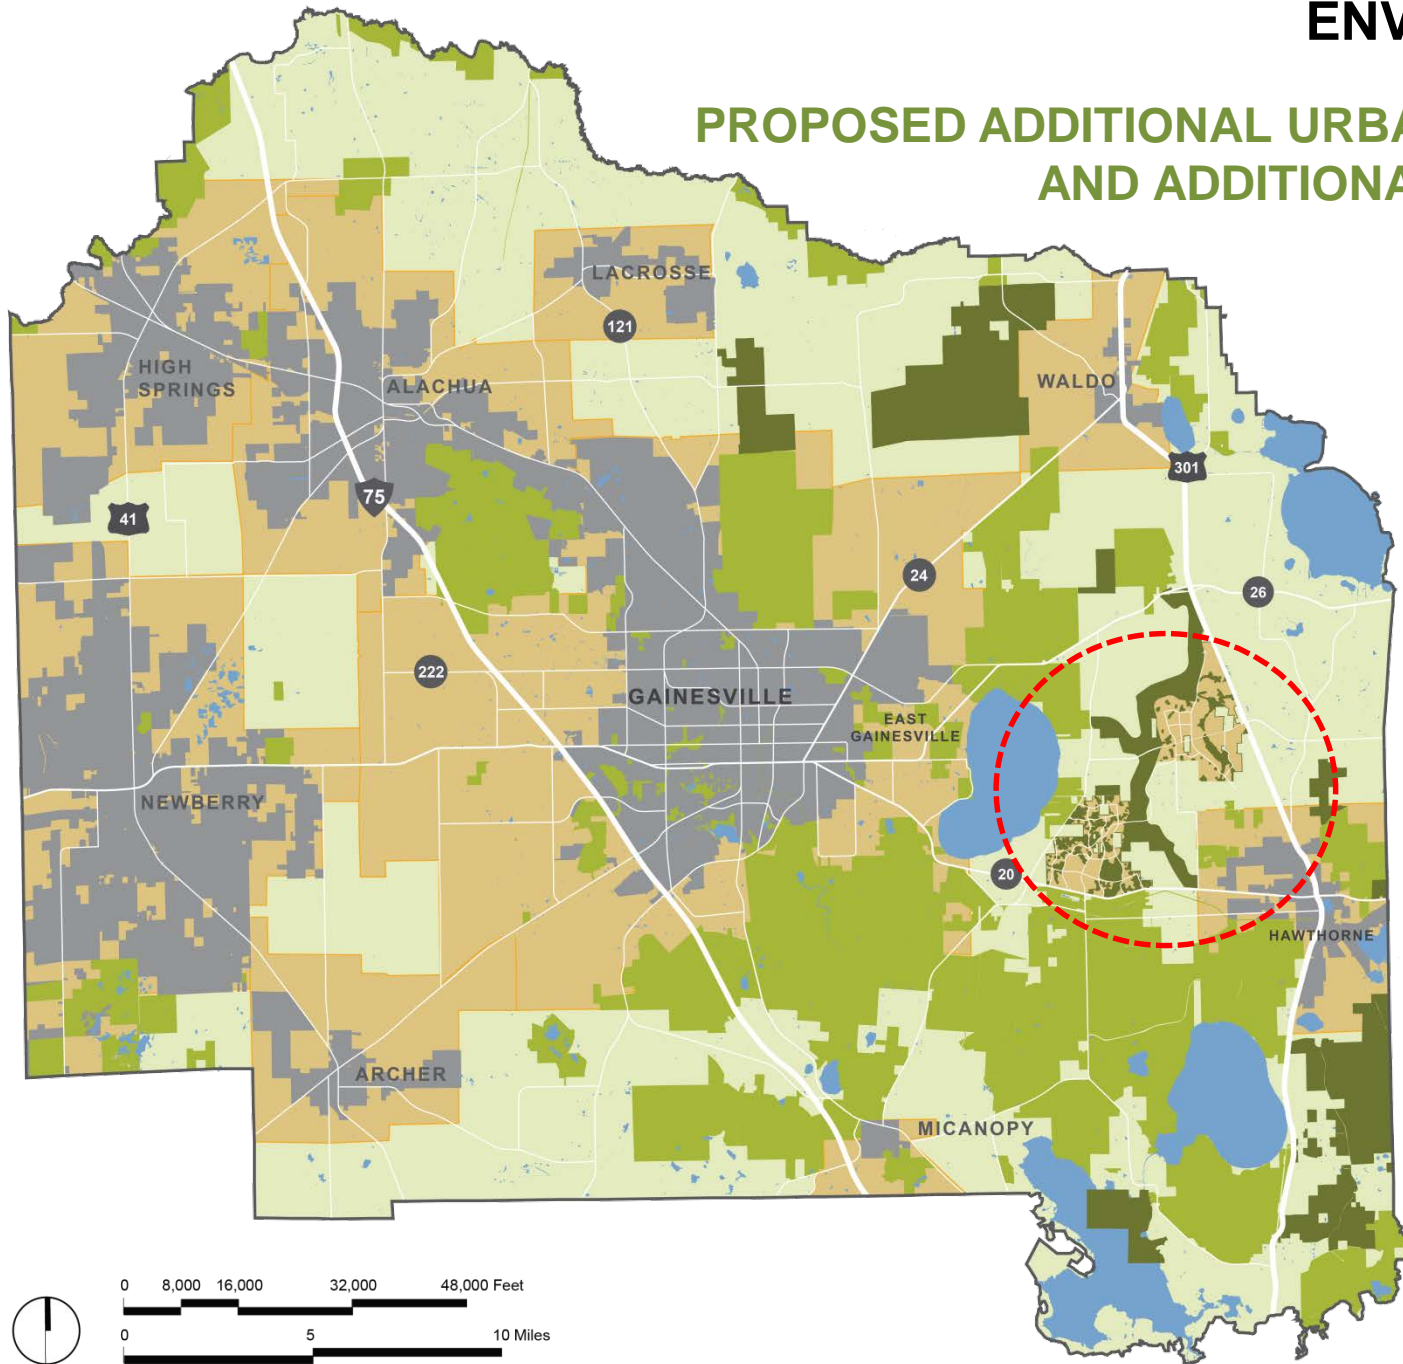 ENV
PROPOSED ADDITIONAL URBA
AND ADDITIONA
LACROSSE
121
HIGH
SPRINGS
ALACHUA
WALDO
301
75
41
24
26
222
GAINESVILLE
EAST
GAINESVILLE
NEWBERRY
20
HAWTHORNE
ARCHER
MICANOPY
0 8,000 16,000 32,000 48,000 Feet
0 5 10 Miles